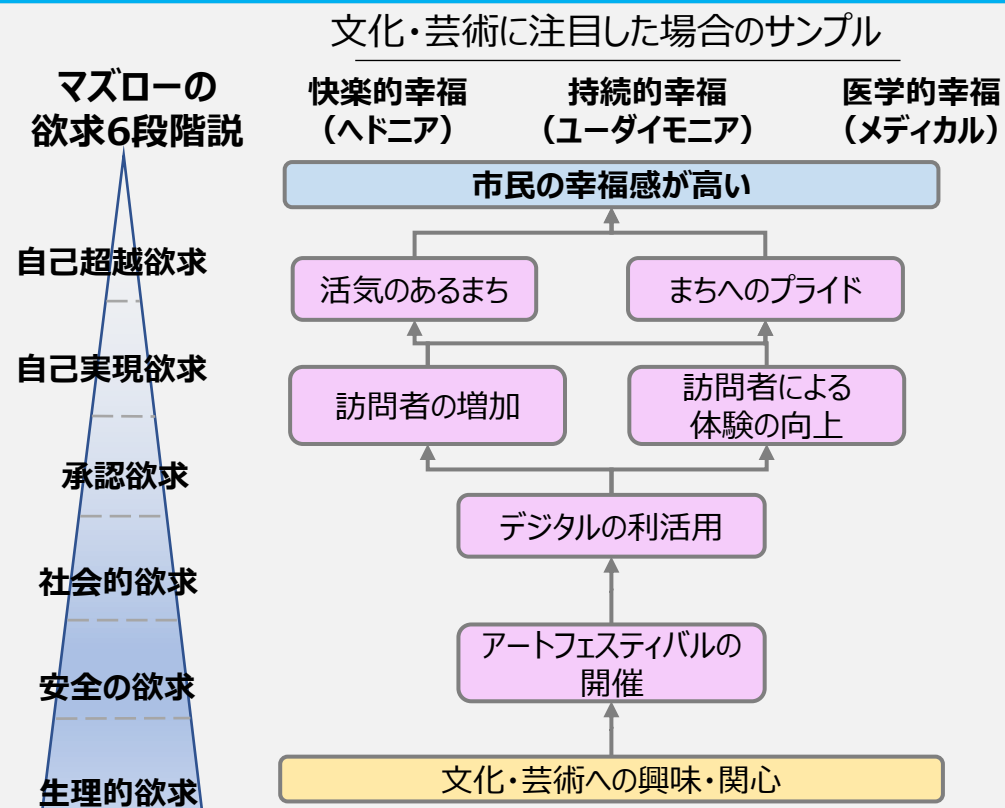 文化・芸術に注目した場合のサンプル
マズローの
欲求6段階説
快楽的幸福
(ヘドニア)
持続的幸福
(ユーダイモニア)
医学的幸福
(メディカル)
市民の幸福感が高い
自己超越欲求
活気のあるまち
まちへのプライド
自己実現欲求
訪問者の増加
訪問者による
体験の向上
承認欲求
デジタルの利活用
社会的欲求
アートフェスティバルの
開催
安全の欲求
生理的欲求
文化・芸術への興味・関心